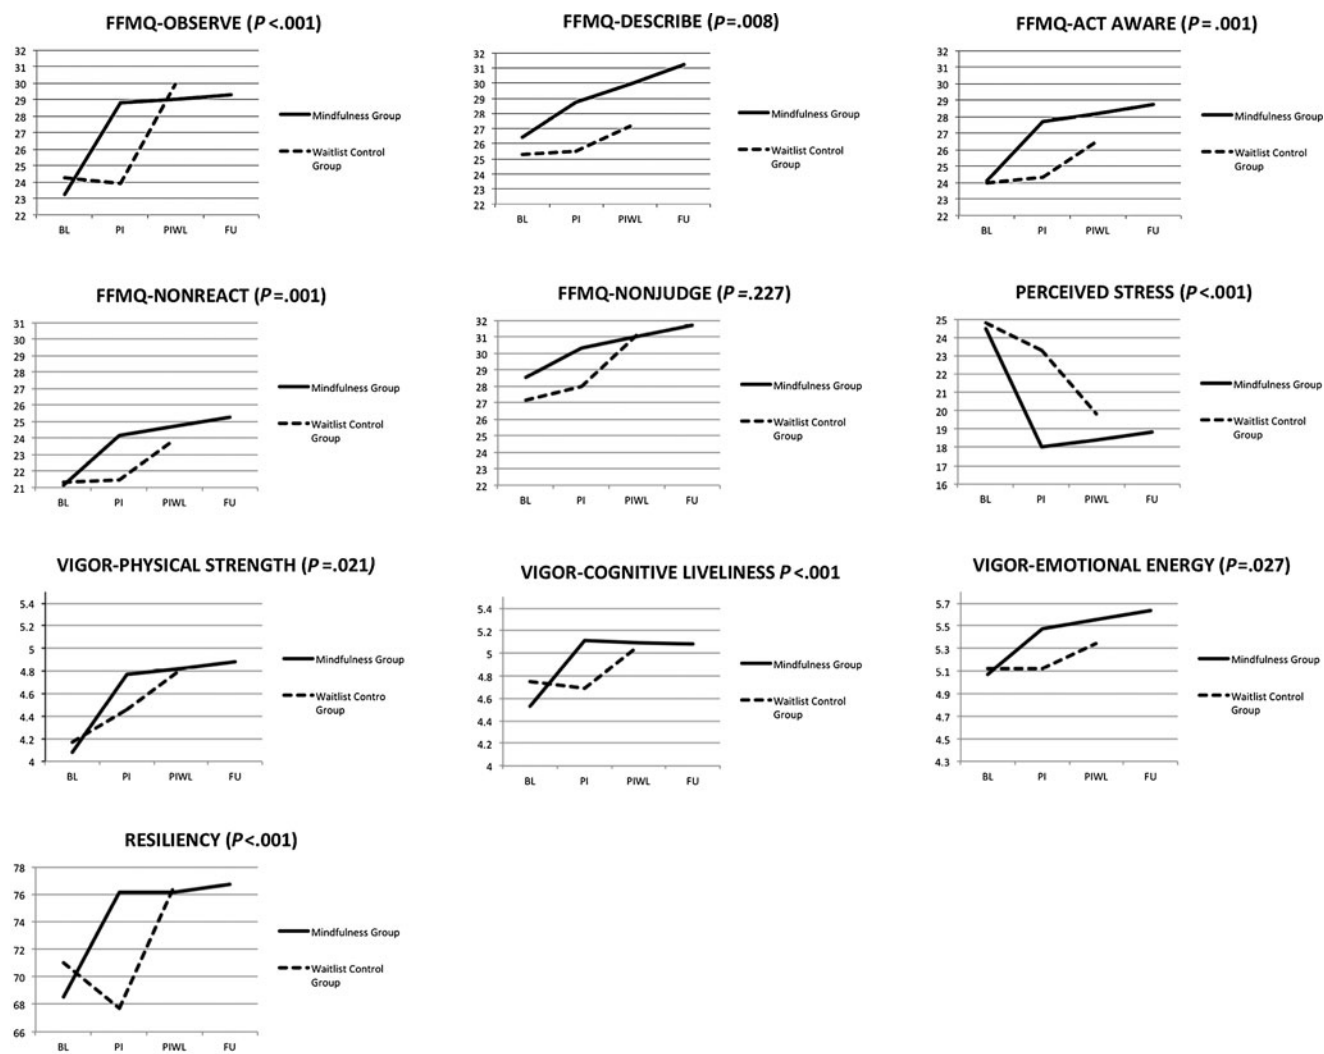 FFMQ-OBSERVE (P<.001)
32
31
30
29
28
27
26
25
24
23
22
BL PI PIWL FU
Mindfulness Group
Waitlist Control
Group
FFMQ-DESCRIBE (P=.008)
32
31
30
29
28
27
26
25
24
23
22
BL PI PIWL FU
Mindfulness Group
Waitlist Control
Group
FFMQ-ACT AWARE (P=.001)
32
31
30
29
28
27
26
25
24
23
22
BL PI PIWL FU
Mindfulness Group
Waitlist Control
Group
FFMQ-NONREACT (P=.001)
31
30
29
28
27
26
25
24
23
22
21
BL PI PIWL FU
Mindfulness Group
Waitlist Control
Group
FFMQ-NONJUDGE (P=.227)
32
31
30
29
28
27
26
25
24
23
22
BL PI PIWL FU
Mindfulness Group
Waitlist Control
Group
PERCEIVED STRESS (P<.001)
25
24
23
22
21
20
19
18
17
16
BL PI PIWL FU
Mindfulness Group
Waitlist Control
Group
VIGOR-PHYSICAL STRENGTH (P=.021)
5.4
5.2
5
4.8
4.6
4.4
4.2
4
BL PI PIWL FU
Mindfulness Group
Waitlist Contro
Group
VIGOR-COGNITIVE LIVELINESS P<.001
5.4
5.2
5
4.8
4.6
4.4
4.2
4
BL PI PIWL FU
Mindfulness Group
Waitlist Control
Group
VIGOR-EMOTIONAL ENERGY (P=.027)
5.7
5.5
5.3
5.1
4.9
4.7
4.5
4.3
BL PI PIWL FU
Mindfulness Group
Waitlist Control
Group
RESILIENCY (P<.001)
78
76
74
72
70
68
66
BL PI PIWL FU
Mindfulness Group
Waitlist Control
Group